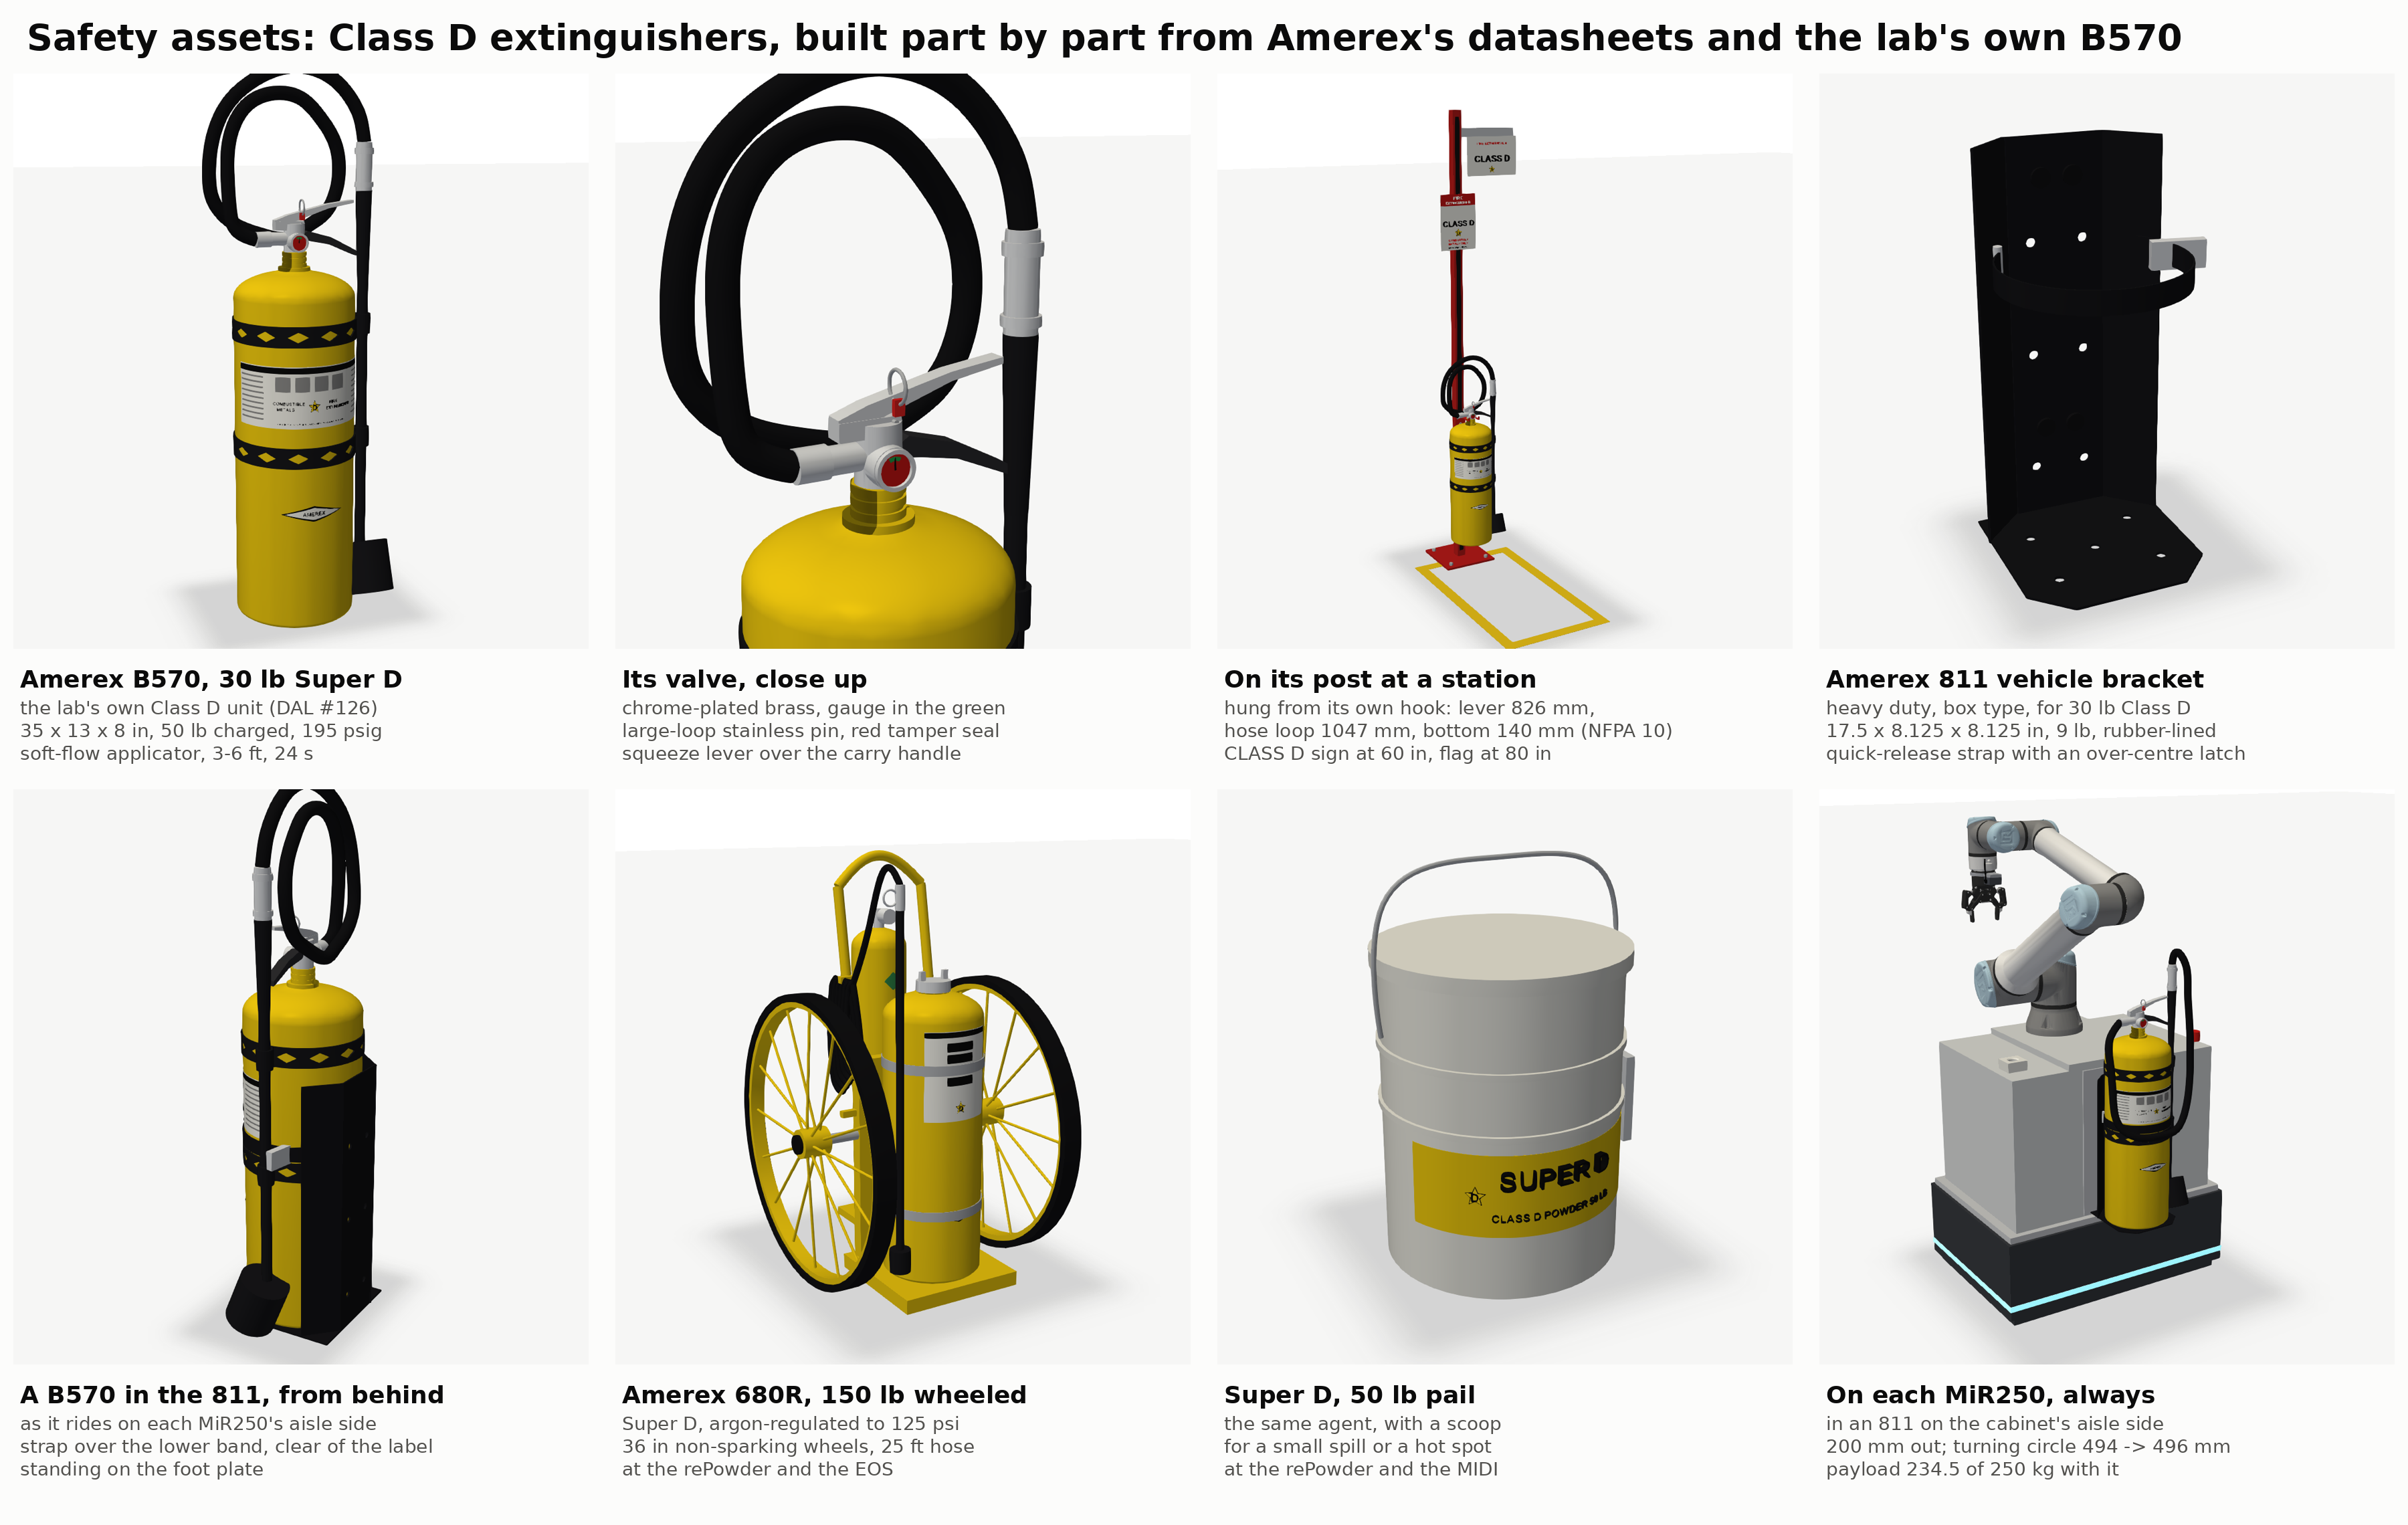 Safety assets: Class D extinguishers, built part by part from Amerex's datasheets and the lab's own B570
COMBUSTIBLE METALS
D
FIRE
AMEREX
CLASS D
FIRE
CLASS D
Amerex B570, 30 lb Super D
the lab's own Class D unit (DAL #126)
35 x 13 x 8 in, 50 lb charged, 195 psig
soft-flow applicator, 3-6 ft, 24 s
Its valve, close up
chrome-plated brass, gauge in the green
large-loop stainless pin, red tamper seal
squeeze lever over the carry handle
On its post at a station
hung from its own hook: lever 826 mm,
hose loop 1047 mm, bottom 140 mm (NFPA 10)
CLASS D sign at 60 in, flag at 80 in
Amerex 811 vehicle bracket
heavy duty, box type, for 30 lb Class D
17.5 x 8.125 x 8.125 in, 9 lb, rubber-lined
quick-release strap with an over-centre latch
D
SUPER D
D
CLASS D POWDER 50 LB
A B570 in the 811, from behind
as it rides on each MiR250's aisle side
strap over the lower band, clear of the label
standing on the foot plate
Amerex 680R, 150 lb wheeled
Super D, argon-regulated to 125 psi
36 in non-sparking wheels, 25 ft hose
at the rePowder and the EOS
Super D, 50 lb pail
the same agent, with a scoop
for a small spill or a hot spot
at the rePowder and the MIDI
On each MiR250, always
in an 811 on the cabinet's aisle side
200 mm out; turning circle 494 -> 496 mm
payload 234.5 of 250 kg with it